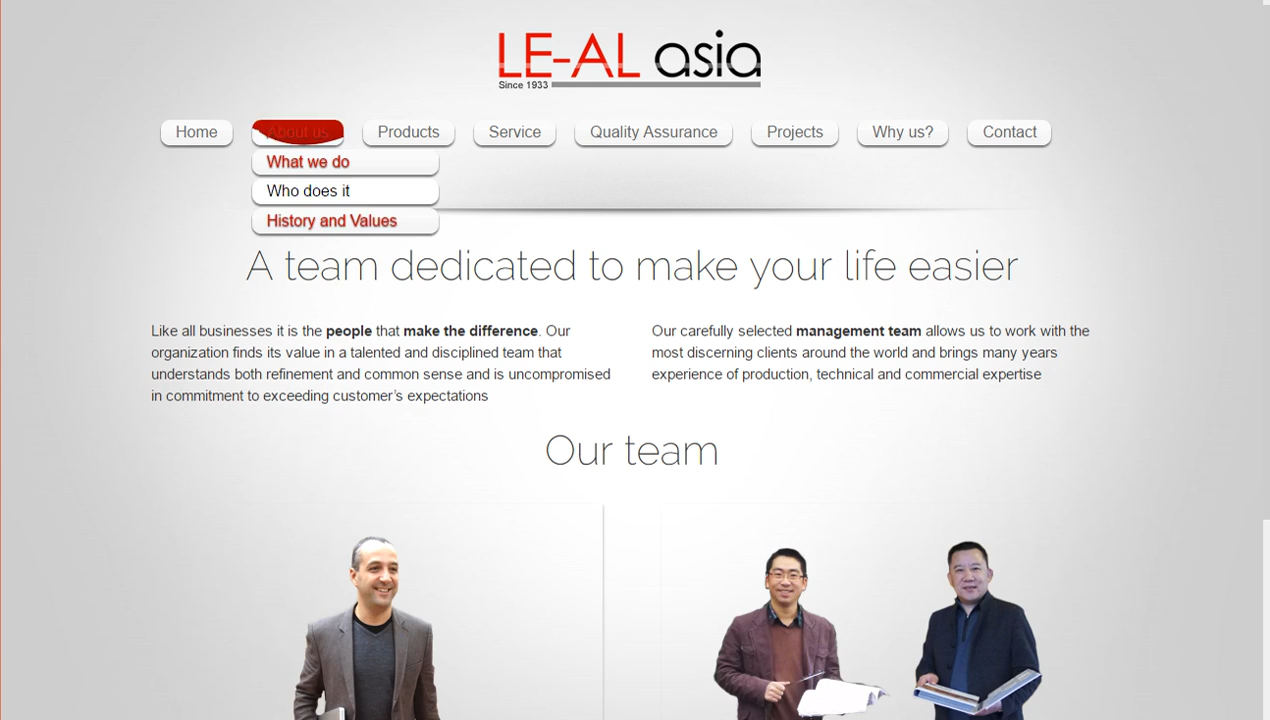 LE-AL asia
Since 1933
Home
About us
Products
Service
Quality Assurance
Projects
Why us?
Contact
What we do
Who does it
History and Values
A team dedicated to make your life easier
Like all businesses it is the people that make the difference. Our
organization finds its value in a talented and disciplined team that
understands both refinement and common sense and is uncompromised
in commitment to exceeding customer’s expectations
Our carefully selected management team allows us to work with the
most discerning clients around the world and brings many years
experience of production, technical and commercial expertise
Our team